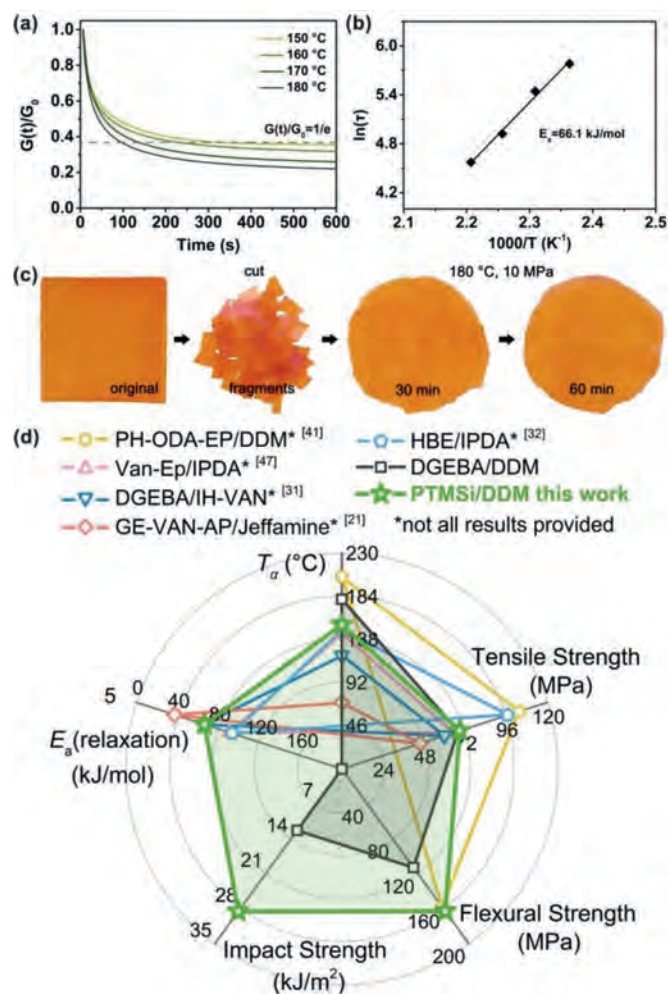 (a)
1.0
0.8
0.6
0.4
0.2
0.0
G(t)/G₀
150 °C
160 °C
170 °C
180 °C
G(t)/G₀=1/e
0 100 200 300 400 500 600
Time (s)
(b)
6.0
5.4
4.8
4.2
ln(τ)
Eₐ=66.1 kJ/mol
2.1 2.2 2.3 2.4 2.5
1000/T (K⁻¹)
(c)
cut
180 °C, 10 MPa
original
fragments
30 min
60 min
(d)
PH-ODA-EP/DDM* [41]
HBE/IPDA* [32]
Van-Ep/IPDA* [47]
DGEBA/DDM
DGEBA/IH-VAN* [31]
PTMSi/DDM this work
GE-VAN-AP/Jeffamine* [21]
*not all results provided
Tα (°C)
230
184
138
92
46
Tensile Strength
(MPa)
120
96
2
48
24
5 0
40
80
120
160
Eₐ(relaxation)
(kJ/mol)
7
14
21
28
35
Impact Strength
(kJ/m²)
40
80
120
160
200
Flexural Strength
(MPa)